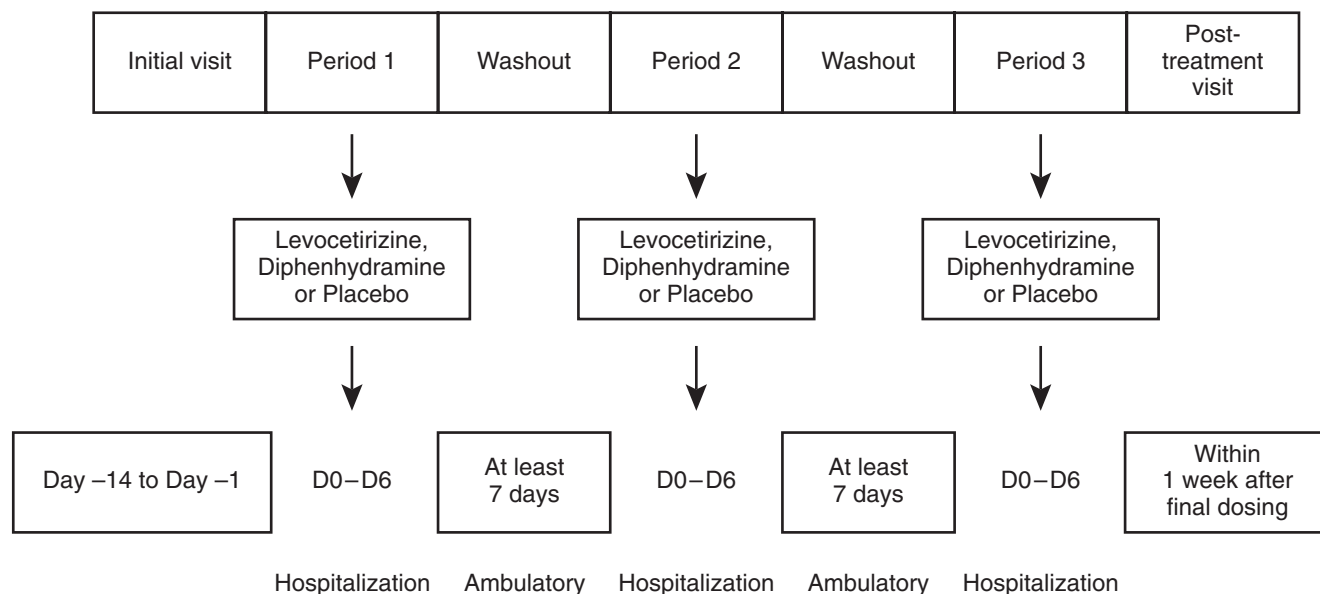 Initial visit
Period 1
Washout
Period 2
Washout
Period 3
Post-
treatment
visit
Levocetirizine,
Diphenhydramine
or Placebo
Levocetirizine,
Diphenhydramine
or Placebo
Levocetirizine,
Diphenhydramine
or Placebo
Day –14 to Day –1
D0–D6
At least
7 days
D0–D6
At least
7 days
D0–D6
Within
1 week after
final dosing
Hospitalization
Ambulatory
Hospitalization
Ambulatory
Hospitalization